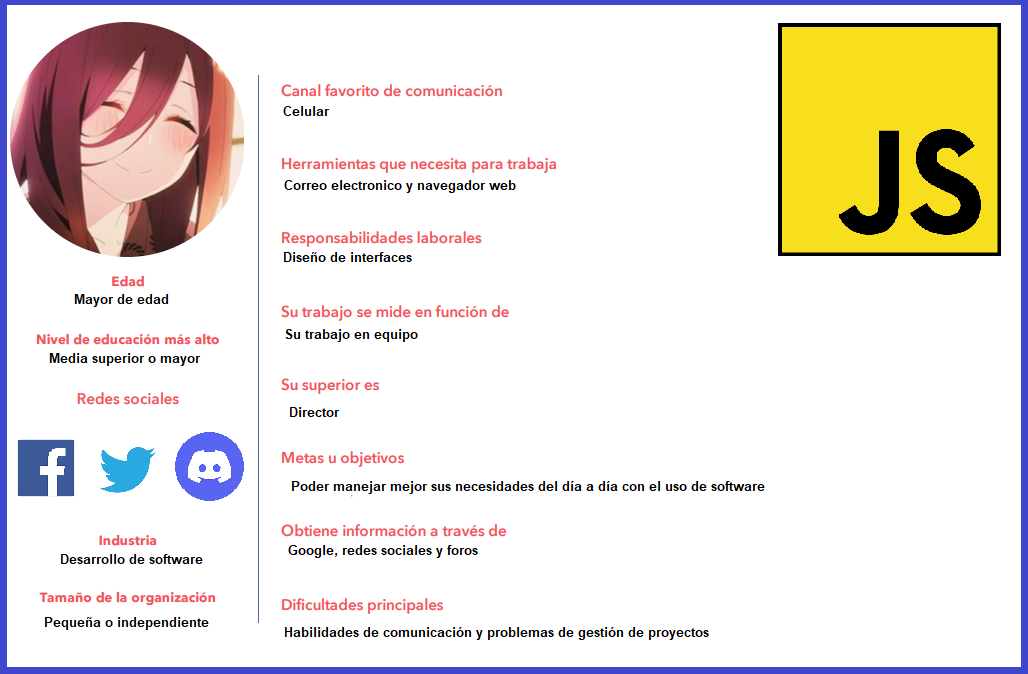 Edad
Mayor de edad
Nivel de educación más alto
Media superior o mayor
Redes sociales
Industria
Desarrollo de software
Tamaño de la organización
Pequeña o independiente
Canal favorito de comunicación
Celular
Herramientas que necesita para trabaja
Correo electronico y navegador web
Responsabilidades laborales
Diseño de interfaces
Su trabajo se mide en función de
Su trabajo en equipo
Su superior es
Director
Metas u objetivos
Poder manejar mejor sus necesidades del día a día con el uso de software
Obtiene información a través de
Google, redes sociales y foros
Dificultades principales
Habilidades de comunicación y problemas de gestión de proyectos
JS